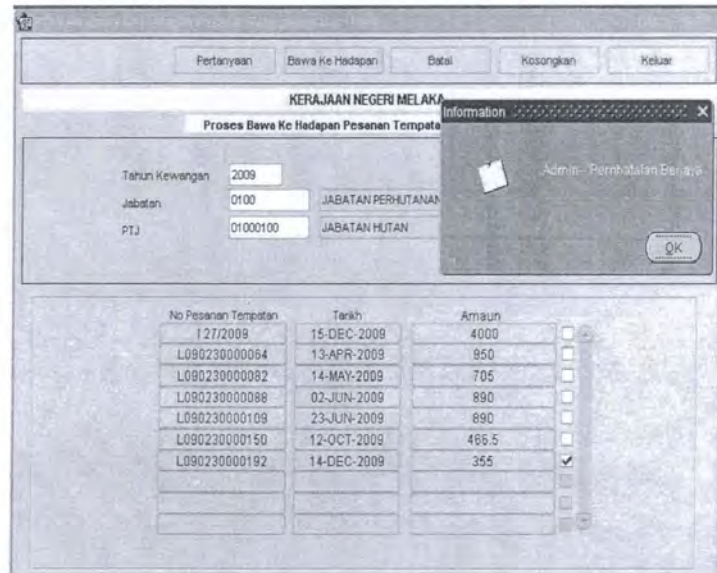 Pertanyaan Bawa Ke Hadapan Batal Kosongkan Keluar
KERAJAAN NEGERI MELAKA
Proses Bawa Ke Hadapan Pesanan Tempata
Information X
Admin - Pembatalan Berjaya
OK
Tahun Kewangan 2009
Jabatan 0100 JABATAN PERHUTANAN
PTJ 01000100 JABATAN HUTAN
No Pesanan Tempatan Tarikh Amaun
127/2009 15-DEC-2009 4000
L090230000064 13-APR-2009 950
L090230000082 14-MAY-2009 705
L090230000088 02-JUN-2009 890
L090230000109 23-JUN-2009 890
L090230000150 12-OCT-2009 466.5
L090230000192 14-DEC-2009 355